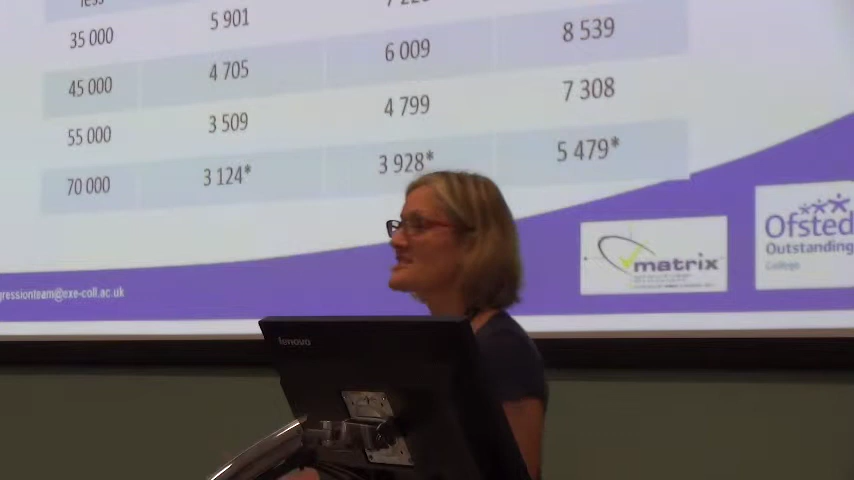 less
35 000 5 901
45 000 4 705 6 009 8 539
55 000 3 509 4 799 7 308
70 000 3 124* 3 928* 5 479*
gressionteam@exe-coll.ac.uk
matrix
Ofsted
Outstanding
College
lenovo